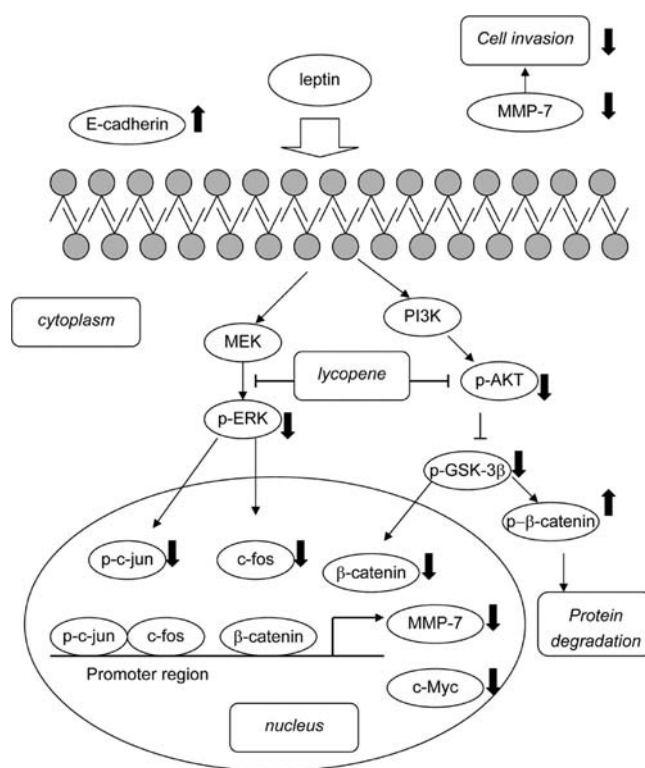 Cell invasion
leptin
MMP-7
E-cadherin
cytoplasm
PI3K
MEK
lycopene
p-AKT
p-ERK
p-GSK-3β
p-β-catenin
p-c-jun
c-fos
β-catenin
Protein
degradation
MMP-7
p-c-jun
c-fos
β-catenin
Promoter region
c-Myc
nucleus